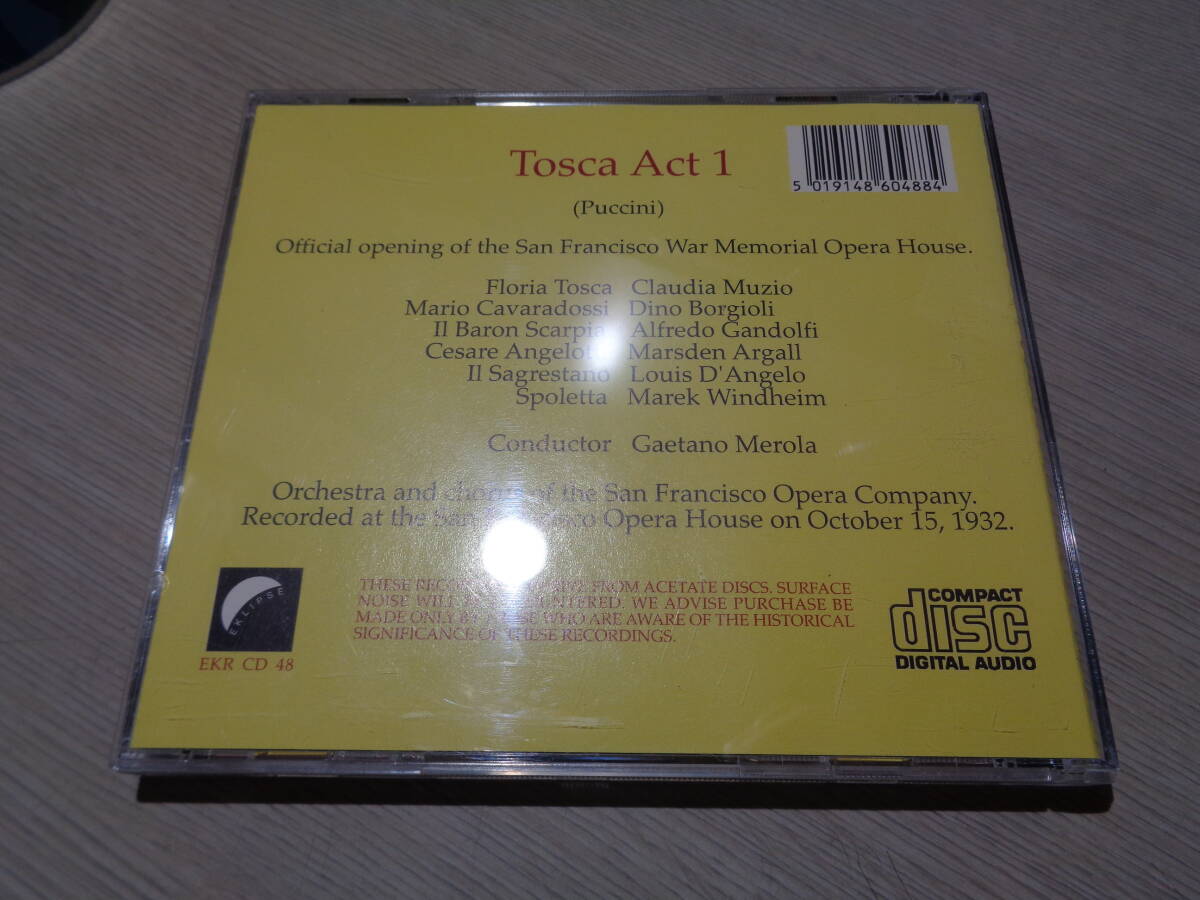 Tosca Act 1
5 019148 604884
(Puccini)
Official opening of the San Francisco War Memorial Opera House.
Floria Tosca Claudia Muzio
Mario Cavaradossi Dino Borgioli
Il Baron Scarpia Alfredo Gandolfi
Cesare Marsden Argall
Il Sagrestano Louis D'Angelo
Spoletta Marek Windheim
Conductor Gaetano Merola
Orchestra and chorus of the San Francisco Opera Company.
Recorded at the San Opera House on October 15, 1932.
THESE FROM ACETATE DISCS. SURFACE
NOISE WILL WE ADVISE PURCHASE BE
MADE ONLY WHO ARE AWARE OF THE HISTORICAL
SIGNIFICANCE OF THESE RECORDINGS.
EKLIPSE
EKR CD 48
COMPACT
disc
DIGITAL AUDIO